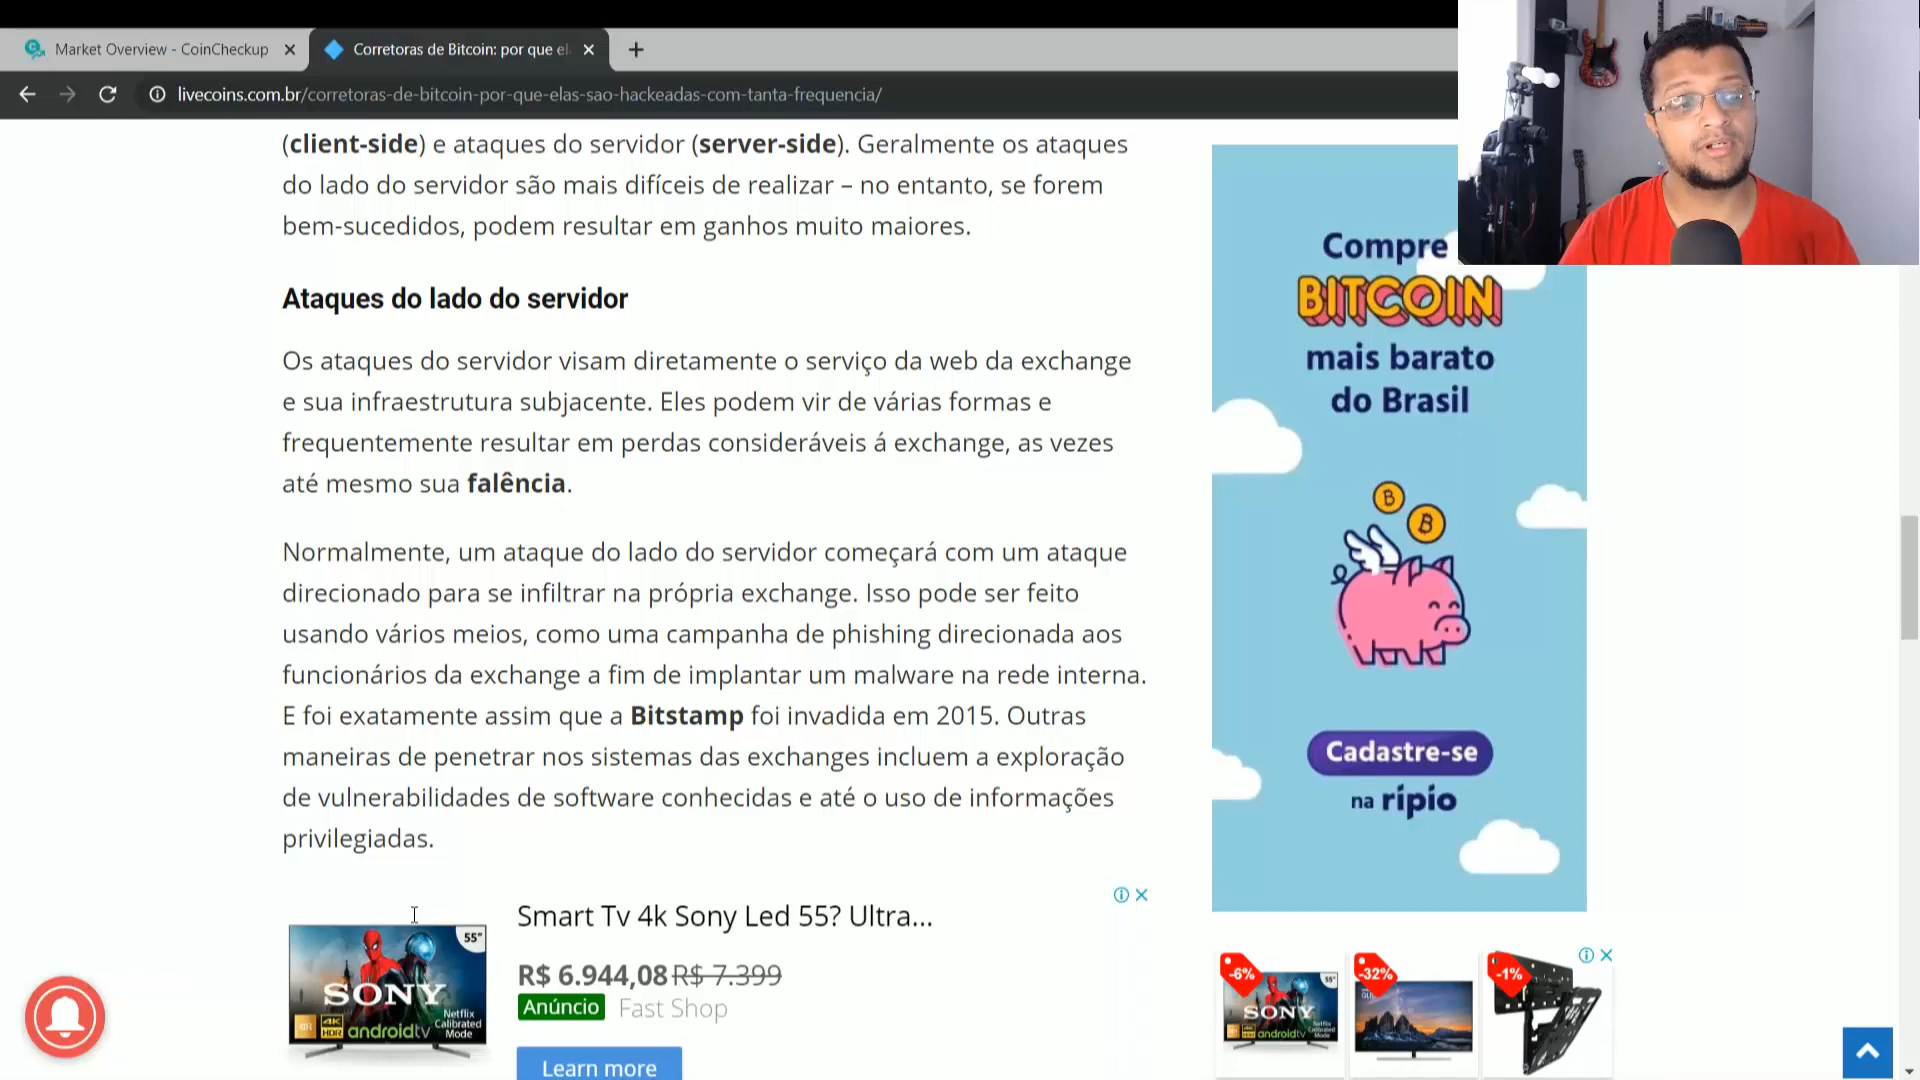 Market Overview - CoinCheckup
Corretoras de Bitcoin: por que el
livecoins.com.br/corretoras-de-bitcoin-por-que-elas-sao-hackeadas-com-tanta-frequencia/
(client-side) e ataques do servidor (server-side). Geralmente os ataques
do lado do servidor são mais difíceis de realizar – no entanto, se forem
bem-sucedidos, podem resultar em ganhos muito maiores.
Ataques do lado do servidor
Os ataques do servidor visam diretamente o serviço da web da exchange
e sua infraestrutura subjacente. Eles podem vir de várias formas e
frequentemente resultar em perdas consideráveis á exchange, as vezes
até mesmo sua falência.
Normalmente, um ataque do lado do servidor começará com um ataque
direcionado para se infiltrar na própria exchange. Isso pode ser feito
usando vários meios, como uma campanha de phishing direcionada aos
funcionários da exchange a fim de implantar um malware na rede interna.
E foi exatamente assim que a Bitstamp foi invadida em 2015. Outras
maneiras de penetrar nos sistemas das exchanges incluem a exploração
de vulnerabilidades de software conhecidas e até o uso de informações
privilegiadas.
Smart Tv 4k Sony Led 55? Ultra...
R$ 6.944,08 R$ 7.399
Anúncio Fast Shop
Learn more
55"
SONY
4K
HDR
androidtv
Netflix
Calibrated
Mode
Compre
BITCOIN
mais barato
do Brasil
Cadastre-se
na ripio
-6%
-32%
-1%
SONY
androidtv